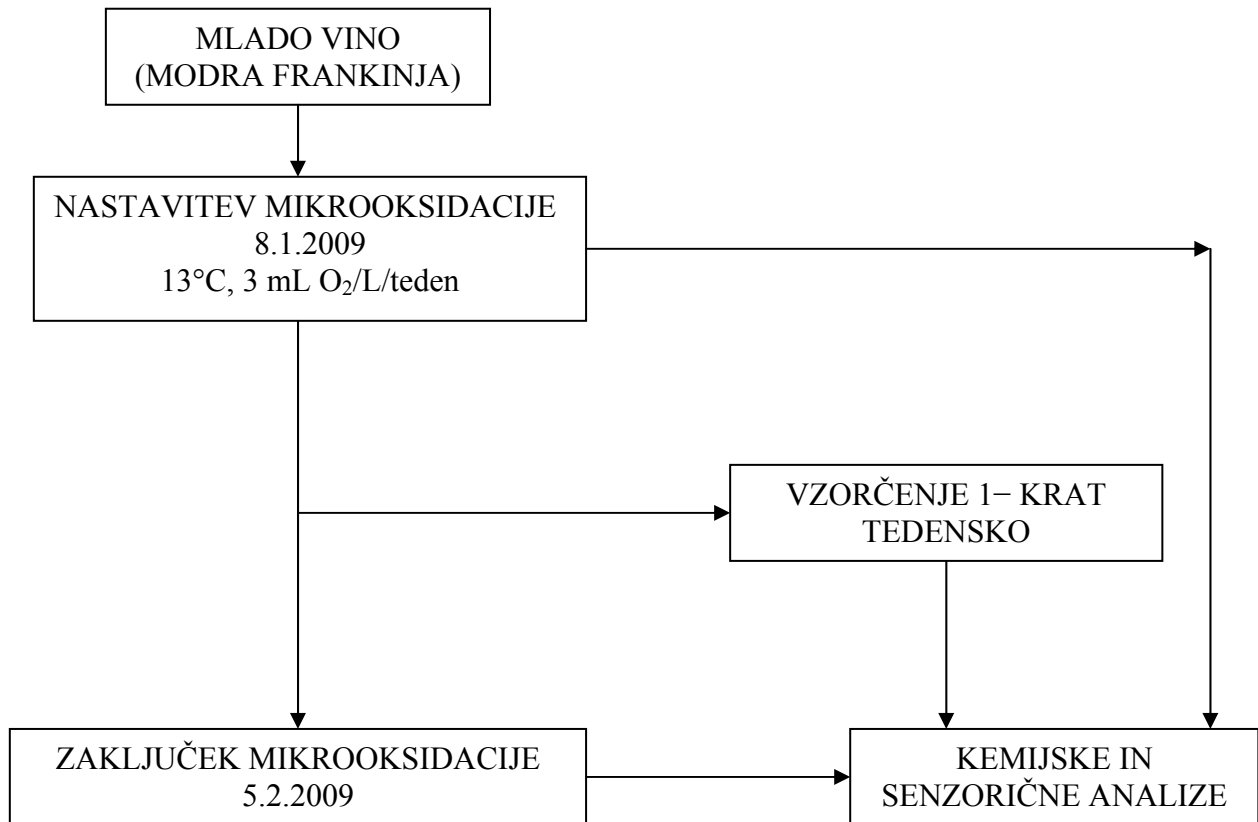 MLADO VINO
(MODRA FRANKINJA)
NASTAVITEV MIKROOKSIDACIJE
8.1.2009
13°C, 3 mL O₂/L/teden
VZORČENJE 1− KRAT
TEDENSKO
ZAKLJUČEK MIKROOKSIDACIJE
5.2.2009
KEMIJSKE IN
SENZORIČNE ANALIZE